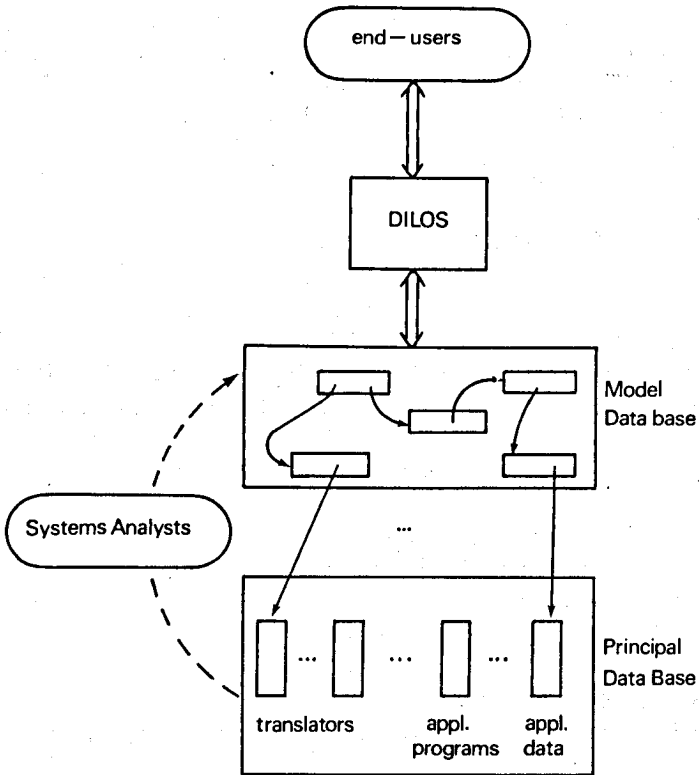 end—users
DILOS
Model
Data base
Systems Analysts
...
Principal
Data Base
... ... ...
translators
appl.
programs
appl.
data